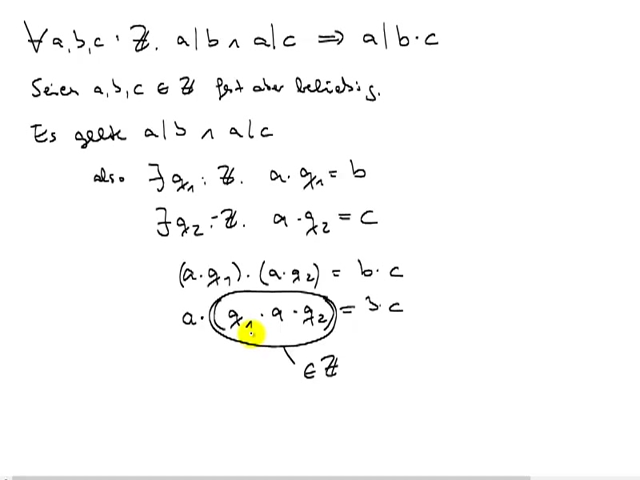 ∀a,b,c : ℤ. a|b ∧ a|c ⇒ a|b·c
Seien a,b,c ∈ ℤ fest aber beliebig.
Es gelte a|b ∧ a|c
also ∃q₁ : ℤ. a·q₁ = b
∃q₂ : ℤ. a·q₂ = c
(a·q₁)·(a·q₂) = b·c
a·(q₁·a·q₂) = b·c
∈ ℤ